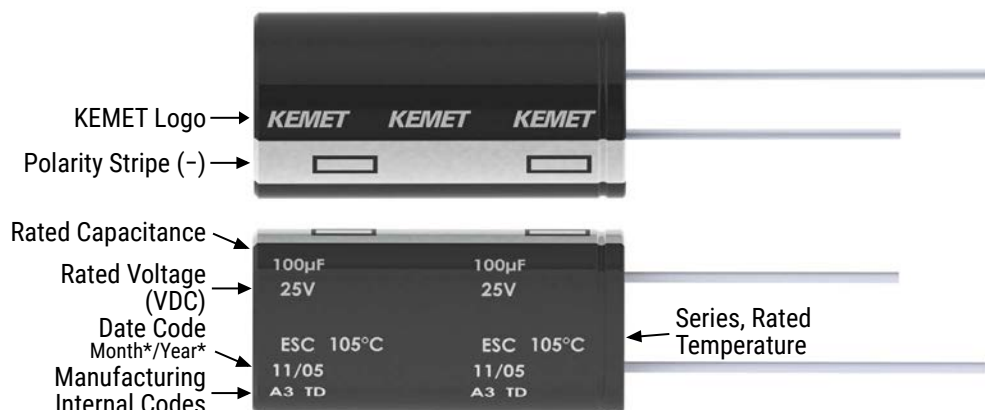 KEMET Logo
KEMET KEMET KEMET
Polarity Stripe (−)
Rated Capacitance
100µF 100µF
Rated Voltage
(VDC)
25V 25V
Date Code
Month*/Year*
ESC 105°C ESC 105°C
Series, Rated
Temperature
11/05 11/05
Manufacturing
Internal Codes
A3 TD A3 TD